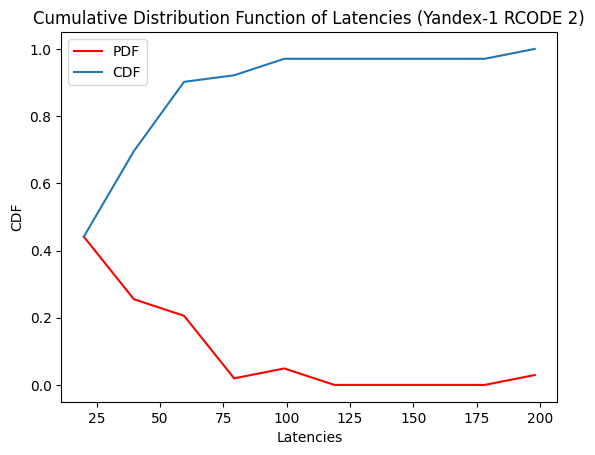 Cumulative Distribution Function of Latencies (Yandex-1 RCODE 2)
PDF
CDF
1.0
0.8
0.6
0.4
0.2
0.0
CDF
25
50
75
100
125
150
175
200
Latencies